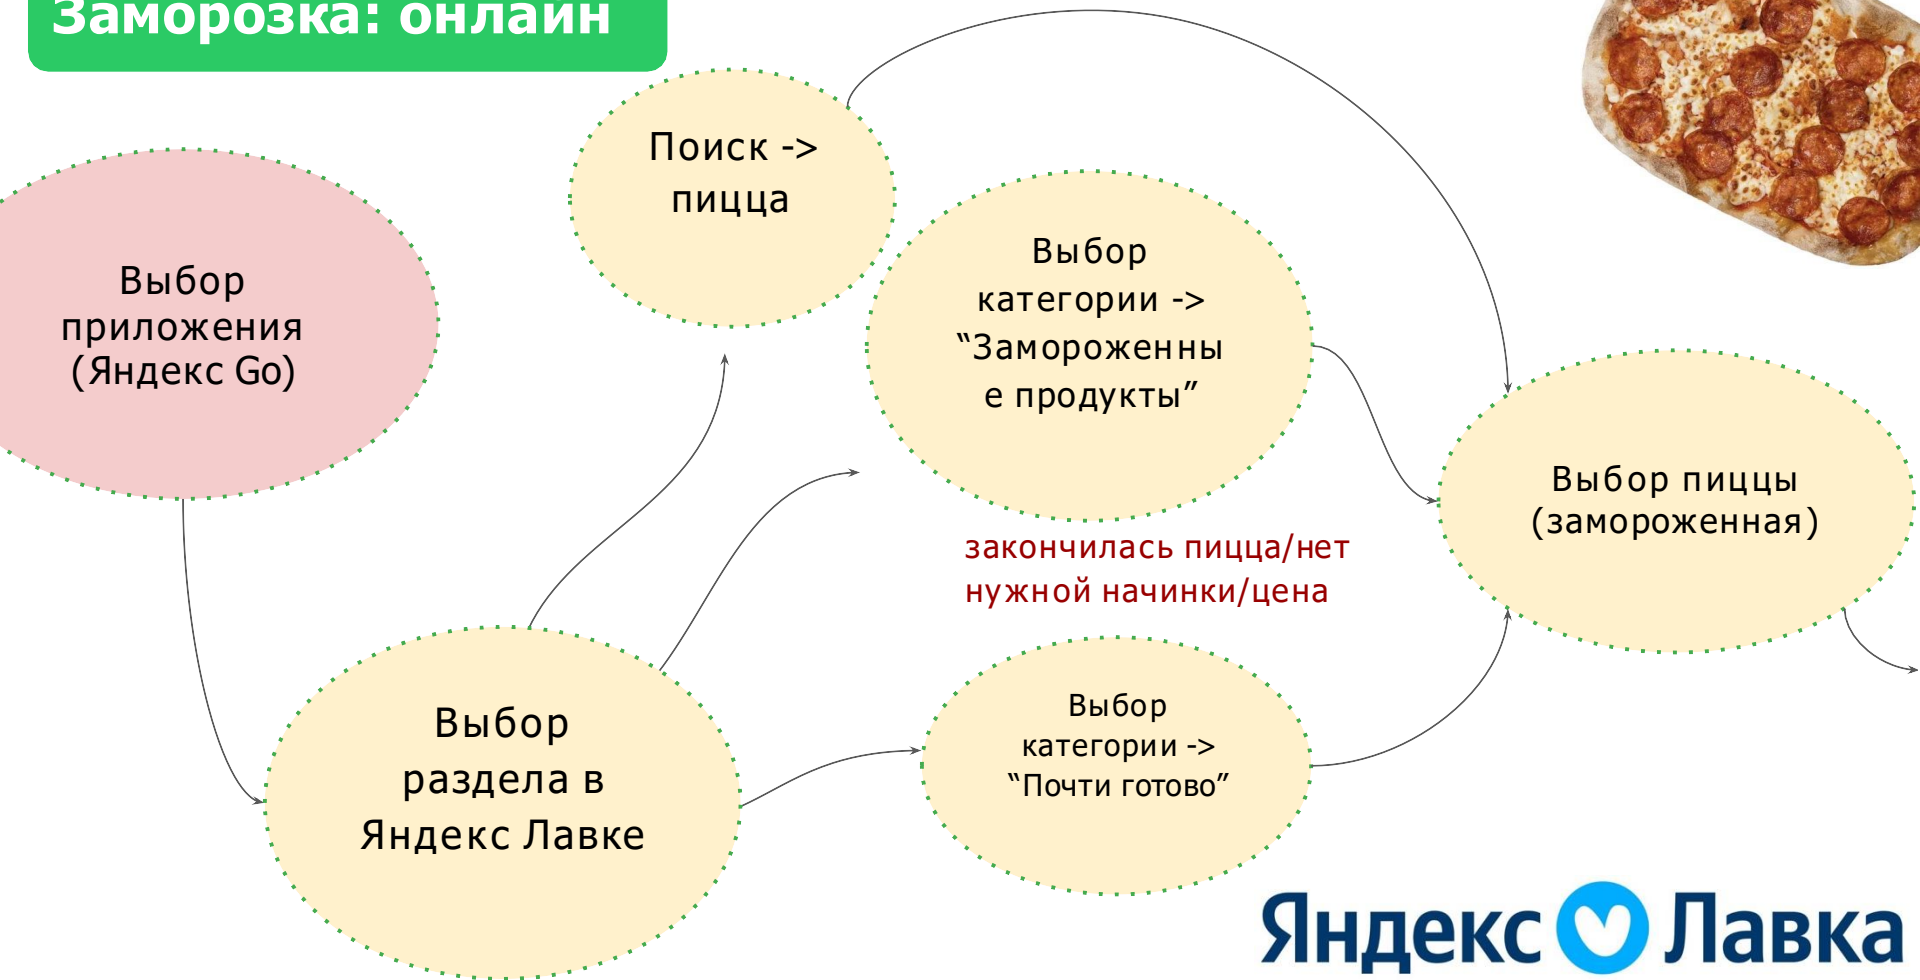 Заморозка: онлайн
Поиск ->
пицца
Выбор
приложения
(Яндекс Go)
Выбор
категории ->
“Замороженны
е продукты”
Выбор пиццы
(замороженная)
закончилась пицца/нет
нужной начинки/цена
Выбор
раздела в
Яндекс Лавке
Выбор
категории ->
“Почти готово”
Яндекс Лавка